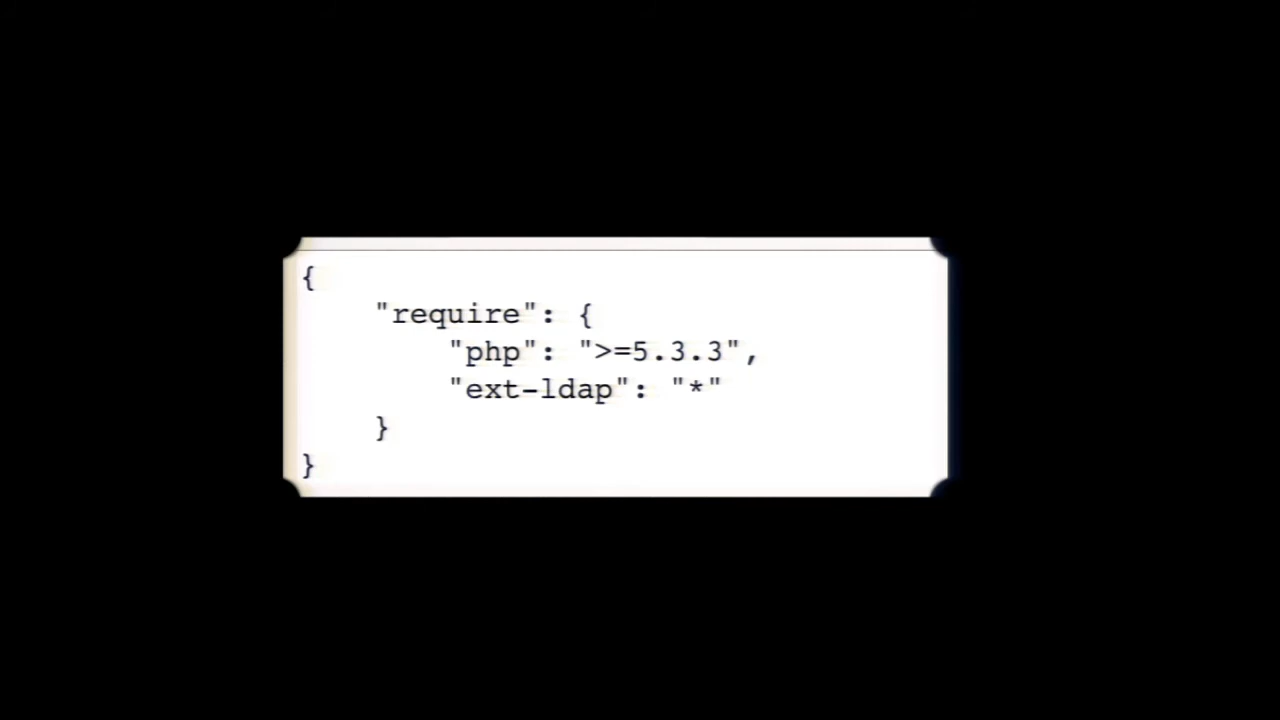 {
"require": {
"php": ">=5.3.3",
"ext-ldap": "*"
}
}